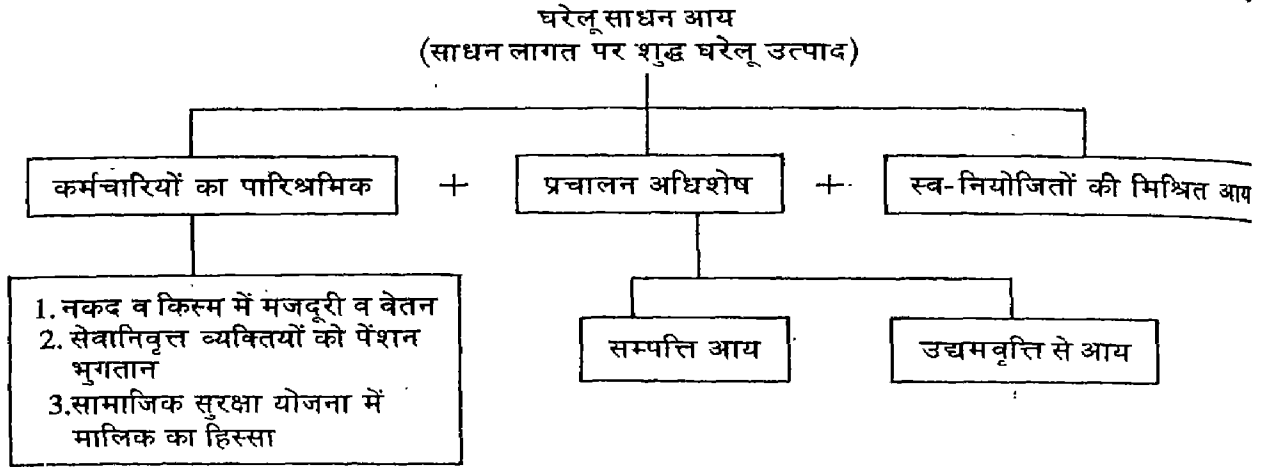 घरेलू साधन आय
(साधन लागत पर शुद्ध घरेलू उत्पाद)
कर्मचारियों का पारिश्रमिक + प्रचालन अधिशेष + स्व-नियोजितों की मिश्रित आय
1. नकद व किस्म में मजदूरी व वेतन
2. सेवानिवृत्त व्यक्तियों को पेंशन
भुगतान
3.सामाजिक सुरक्षा योजना में
मालिक का हिस्सा
सम्पत्ति आय
उद्यमवृत्ति से आय